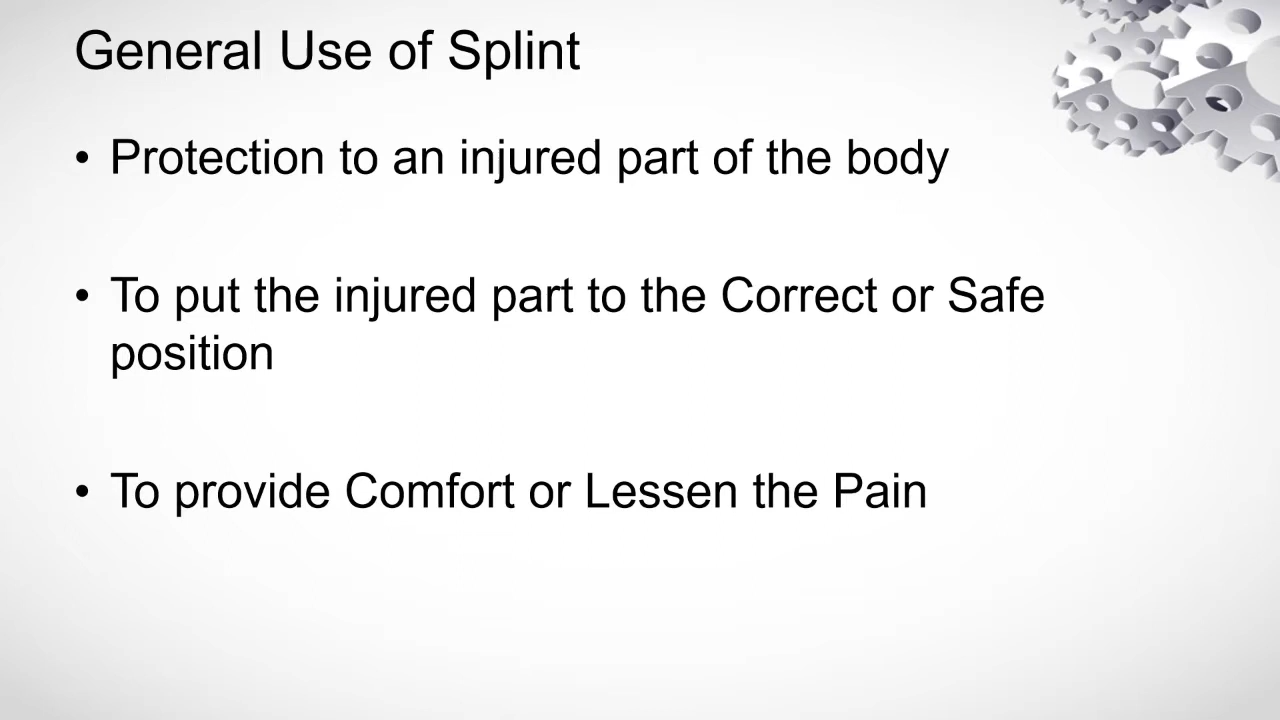 General Use of Splint
• Protection to an injured part of the body
• To put the injured part to the Correct or Safe
position
• To provide Comfort or Lessen the Pain